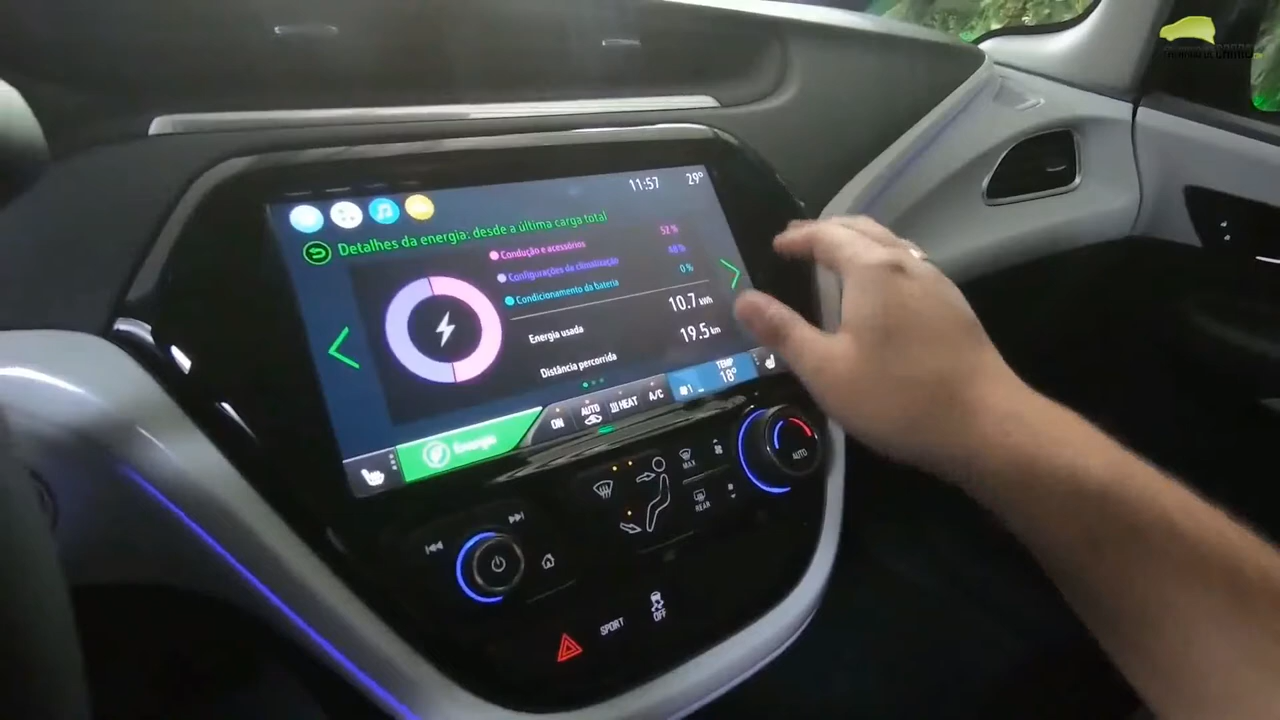 11:57 29°
Detalhes da energia: desde a última carga total
Condução e acessórios 52 %
Configurações da climatização 48 %
Condicionamento da bateria 0 %
Energia usada 10.7 kWh
Distância percorrida 19.5 km
TEMP
18°
ON AUTO HEAT A/C 1
Energia
MAX
REAR
AUTO
SPORT
OFF